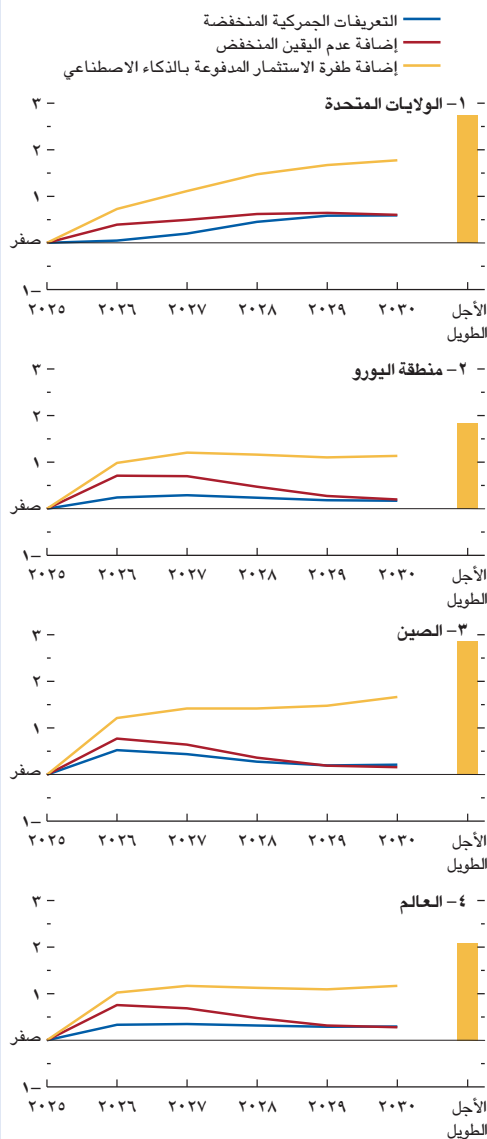 التعريفات الجمركية المنخفضة
إضافة عدم اليقين المنخفض
إضافة طفرة الاستثمار المدفوعة بالذكاء الاصطناعي
١– الولايات المتحدة
٣
٢
١
صفر
١–
٢٠٢٥ ٢٠٢٦ ٢٠٢٧ ٢٠٢٨ ٢٠٢٩ ٢٠٣٠ الأجل
الطويل
٢– منطقة اليورو
٣
٢
١
صفر
١–
٢٠٢٥ ٢٠٢٦ ٢٠٢٧ ٢٠٢٨ ٢٠٢٩ ٢٠٣٠ الأجل
الطويل
٣– الصين
٣
٢
١
صفر
١–
٢٠٢٥ ٢٠٢٦ ٢٠٢٧ ٢٠٢٨ ٢٠٢٩ ٢٠٣٠ الأجل
الطويل
٤– العالم
٣
٢
١
صفر
١–
٢٠٢٥ ٢٠٢٦ ٢٠٢٧ ٢٠٢٨ ٢٠٢٩ ٢٠٣٠ الأجل
الطويل